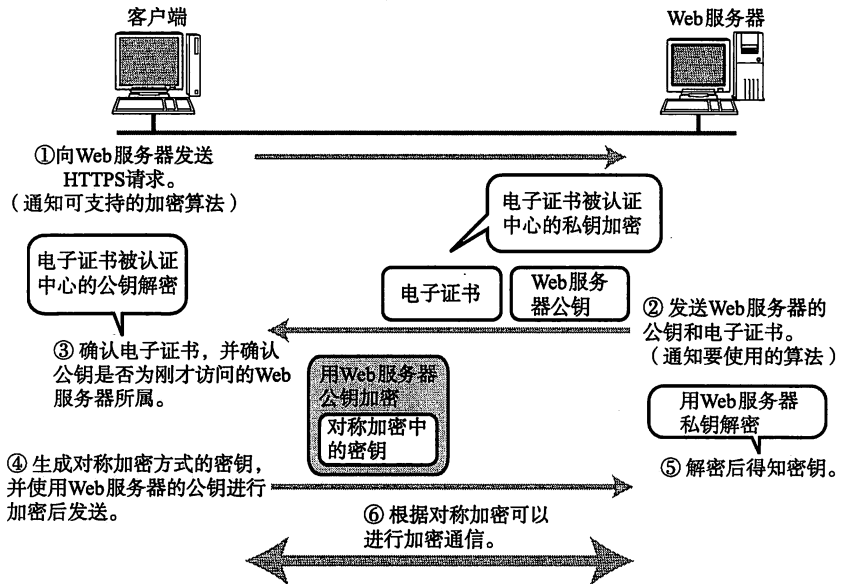 客户端
Web服务器
①向Web服务器发送
HTTPS请求。
（通知可支持的加密算法）
电子证书被认证
中心的私钥加密
电子证书被认证
中心的公钥解密
电子证书
Web服务
器公钥
② 发送Web服务器的
公钥和电子证书。
（通知要使用的算法）
③ 确认电子证书，并确认
公钥是否为刚才访问的Web
服务器所属。
用Web服务器
公钥加密
对称加密中
的密钥
用Web服务器
私钥解密
④ 生成对称加密方式的密钥，
并使用Web服务器的公钥进行
加密后发送。
⑤ 解密后得知密钥。
⑥ 根据对称加密可以
进行加密通信。